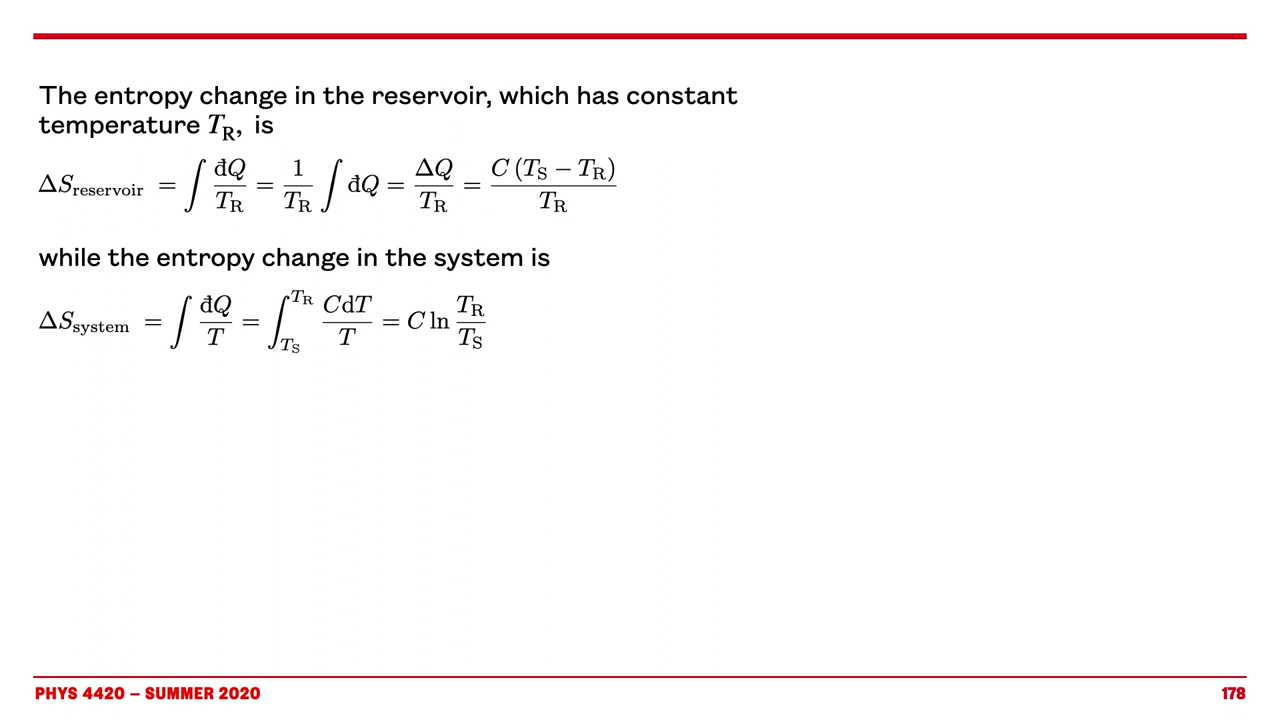 The entropy change in the reservoir, which has constant
temperature T_R, is
ΔS_reservoir = ∫ đQ/T_R = 1/T_R ∫ đQ = ΔQ/T_R = C (T_S − T_R)/T_R
while the entropy change in the system is
ΔS_system = ∫ đQ/T = ∫_{T_S}^{T_R} CdT/T = C ln T_R/T_S
PHYS 4420 – SUMMER 2020
178